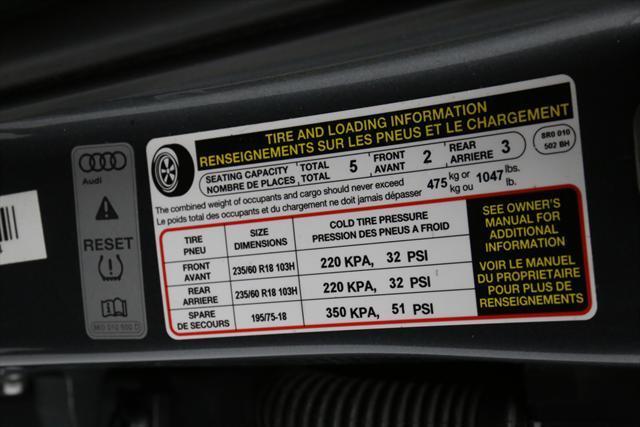 Audi
RESET
8K0 010 500 D
TIRE AND LOADING INFORMATION
RENSEIGNEMENTS SUR LES PNEUS ET LE CHARGEMENT
SEATING CAPACITY TOTAL 5 FRONT 2 REAR 3
NOMBRE DE PLACES TOTAL AVANT ARRIERE
8R0 010
502 BH
The combined weight of occupants and cargo should never exceed 475 kg or 1047 lbs.
Le poids total des occupants et du chargement ne doit jamais dépasser kg ou lb.
TIRE SIZE COLD TIRE PRESSURE
PNEU DIMENSIONS PRESSION DES PNEUS A FROID
FRONT
AVANT 235/60 R18 103H 220 KPA, 32 PSI
REAR
ARRIERE 235/60 R18 103H 220 KPA, 32 PSI
SPARE
DE SECOURS 195/75-18 350 KPA, 51 PSI
SEE OWNER'S
MANUAL FOR
ADDITIONAL
INFORMATION
VOIR LE MANUEL
DU PROPRIETAIRE
POUR PLUS DE
RENSEIGNEMENTS